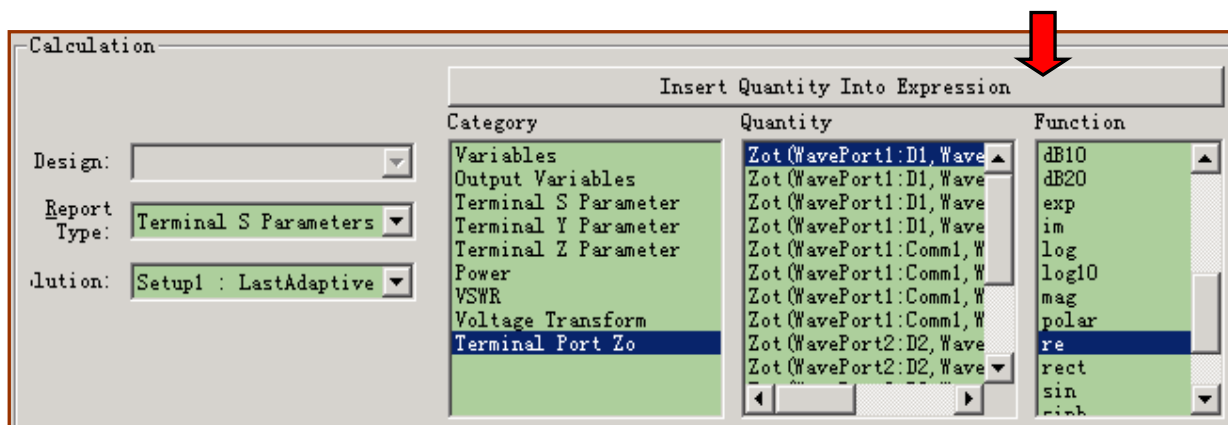 Calculation
Insert Quantity Into Expression
Category
Quantity
Function
Design:
Report
Type:
Terminal S Parameters
lution:
Setup1 : LastAdaptive
Variables
Output Variables
Terminal S Parameter
Terminal Y Parameter
Terminal Z Parameter
Power
VSWR
Voltage Transform
Terminal Port Zo
Zot(WavePort1:D1,Wave
Zot(WavePort1:D1,Wave
Zot(WavePort1:D1,Wave
Zot(WavePort1:D1,Wave
Zot(WavePort1:Comm1,W
Zot(WavePort1:Comm1,W
Zot(WavePort1:Comm1,W
Zot(WavePort1:Comm1,W
Zot(WavePort2:D2,Wave
Zot(WavePort2:D2,Wave
dB10
dB20
exp
im
log
log10
mag
polar
re
rect
sin